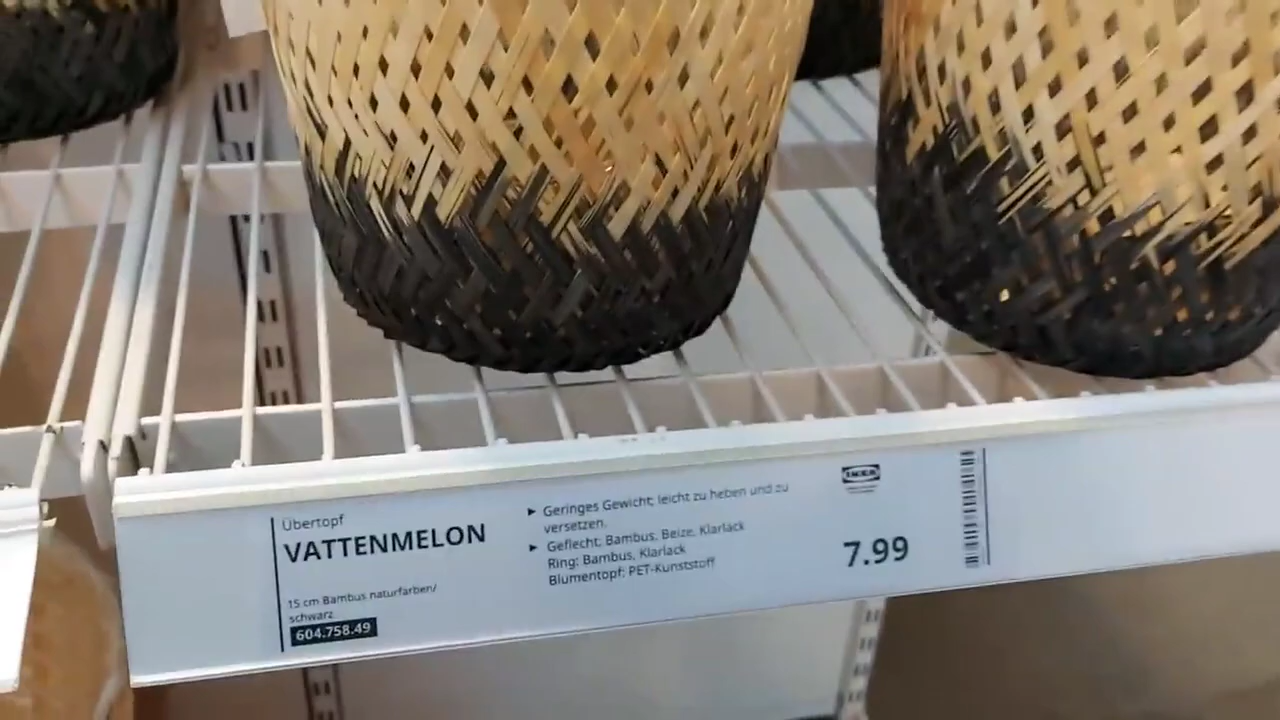 Übertopf
VATTENMELON
15 cm Bambus naturfarben/
schwarz
604.758.49
► Geringes Gewicht; leicht zu heben und zu
versetzen.
► Geflecht: Bambus, Beize, Klarlack
Ring: Bambus, Klarlack
Blumentopf: PET-Kunststoff
IKEA
7.99